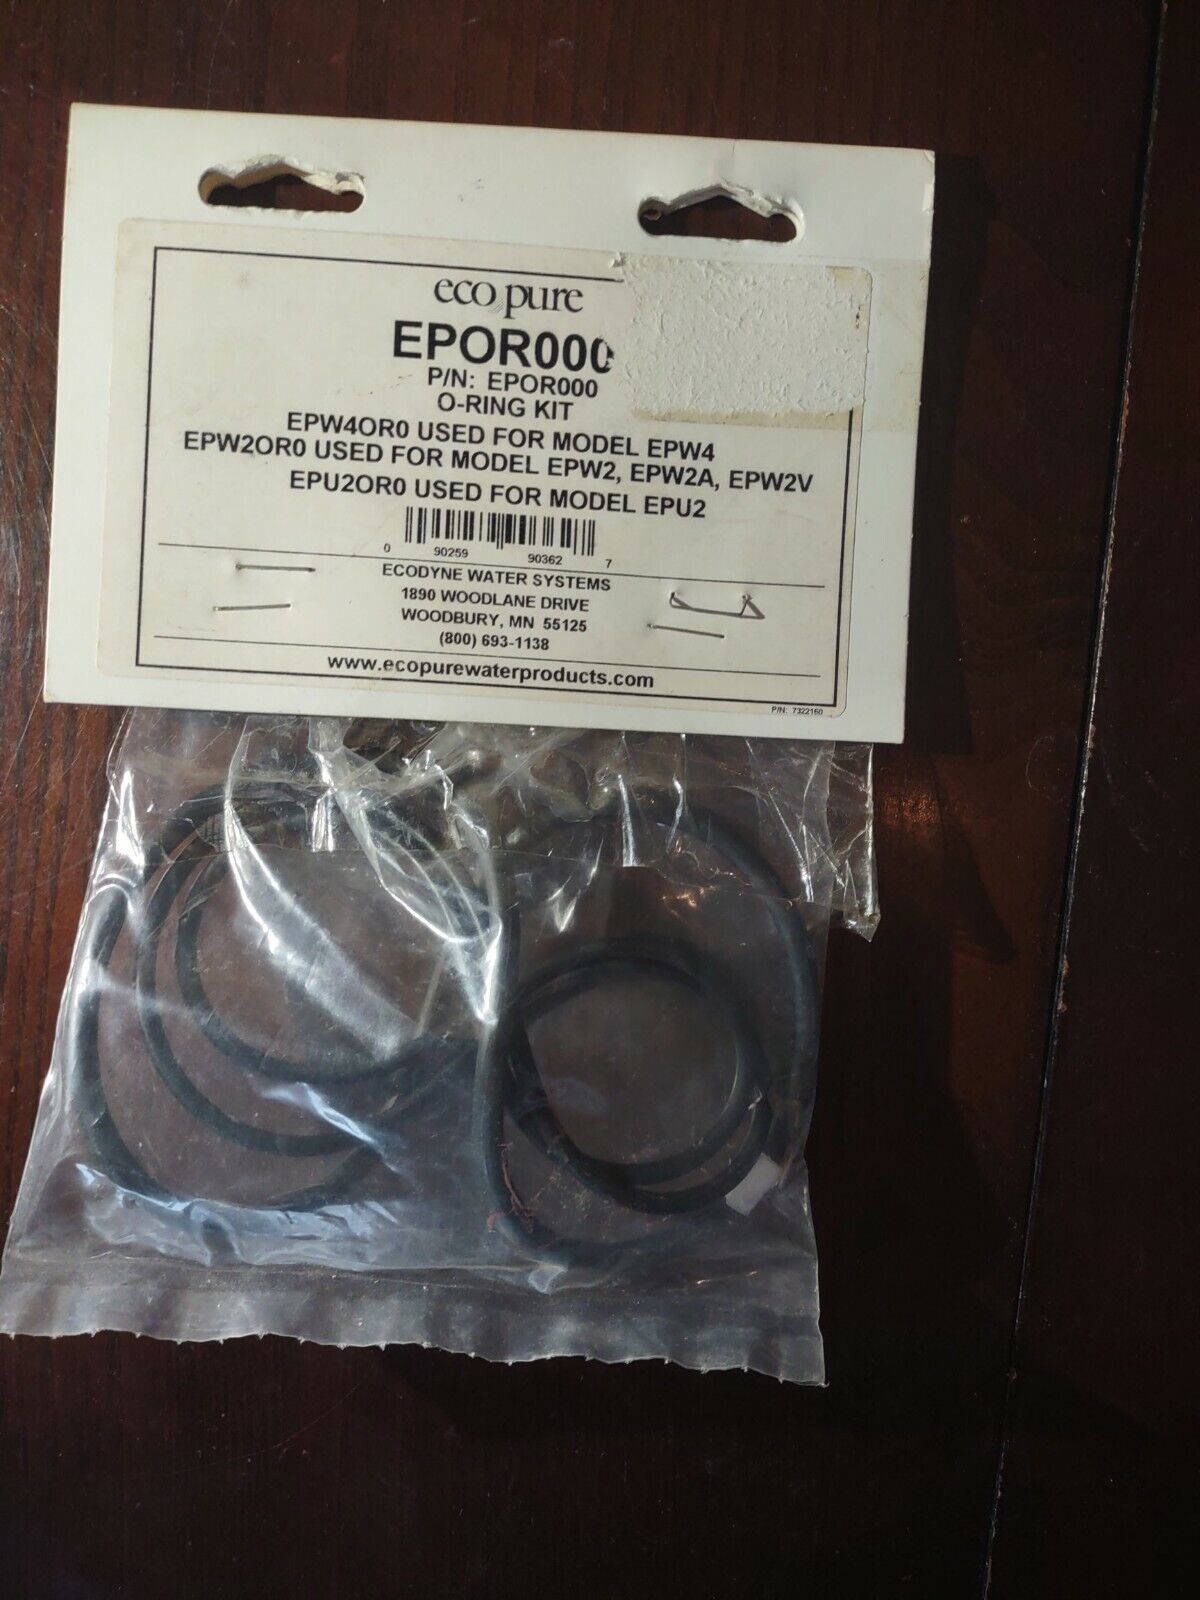 eco pure
EPOR000
P/N: EPOR000
O-RING KIT
EPW4OR0 USED FOR MODEL EPW4
EPW2OR0 USED FOR MODEL EPW2, EPW2A, EPW2V
EPU2OR0 USED FOR MODEL EPU2
0 90259 90362 7
ECODYNE WATER SYSTEMS
1890 WOODLANE DRIVE
WOODBURY, MN 55125
(800) 693-1138
www.ecopurewaterproducts.com
P/N: 7322160